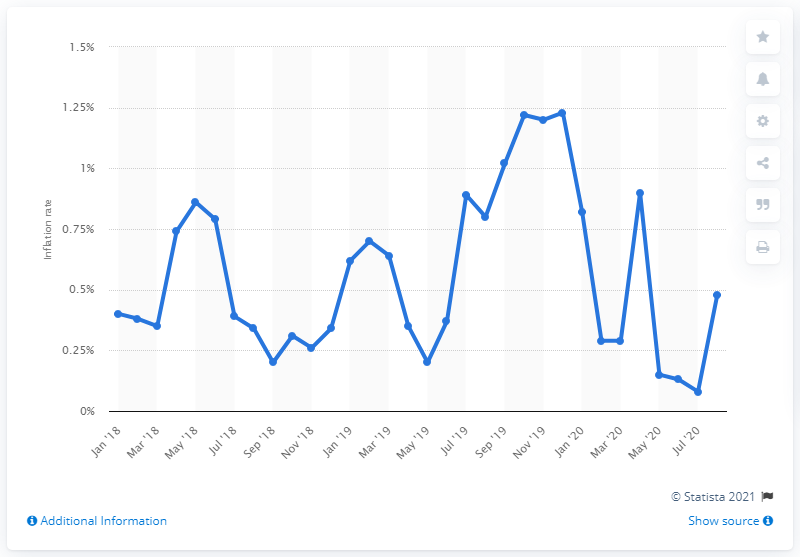 1.5%
1.25%
1%
0.75%
0.5%
0.25%
0%
Inflation rate
Jan '18
Mar '18
May '18
Jul '18
Sep '18
Nov '18
Jan '19
Mar '19
May '19
Jul '19
Sep '19
Nov '19
Jan '20
Mar '20
May '20
Jul '20
© Statista 2021
Additional Information
Show source